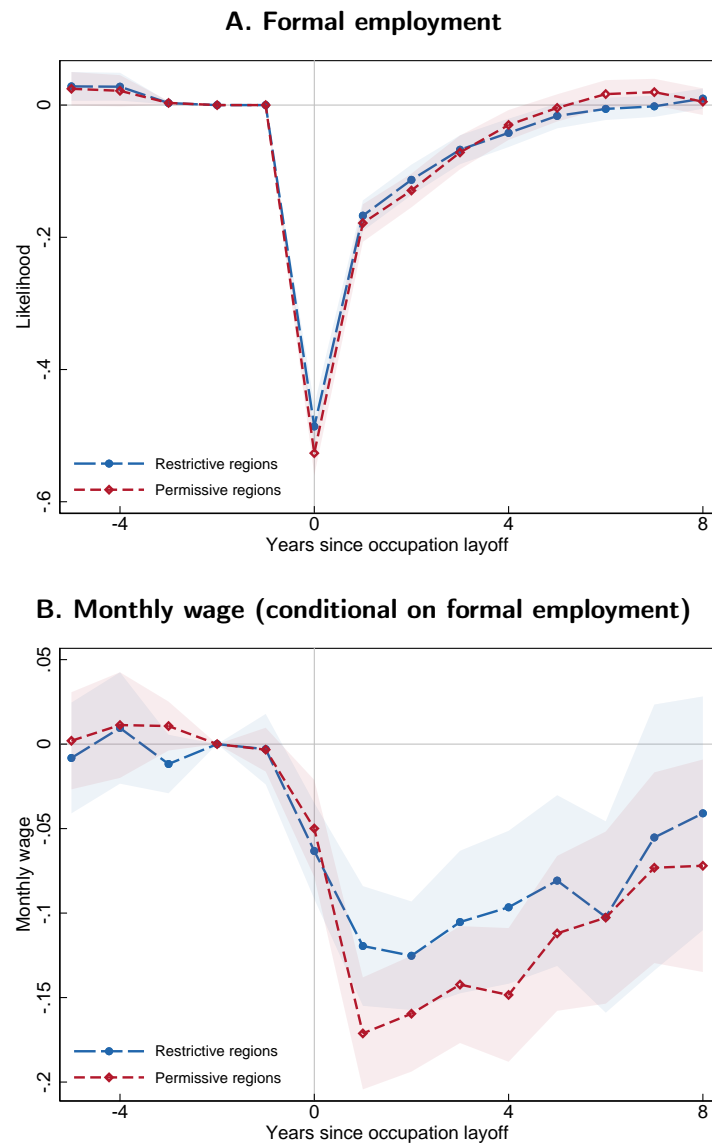 A. Formal employment
0
-.2
-.4
-.6
Likelihood
Restrictive regions
Permissive regions
-4
0
4
8
Years since occupation layoff
B. Monthly wage (conditional on formal employment)
.05
0
-.05
-.1
-.15
-.2
Monthly wage
Restrictive regions
Permissive regions
-4
0
4
8
Years since occupation layoff